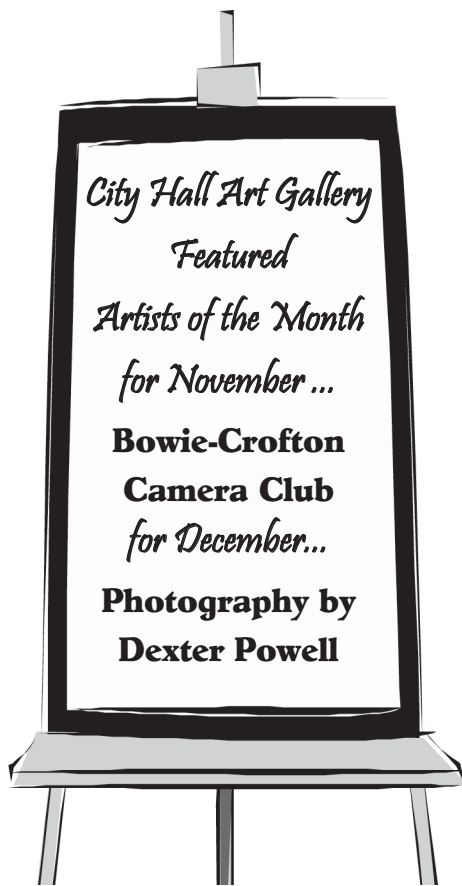 City Hall Art Gallery
Featured
Artists of the Month
for November ...
Bowie-Crofton
Camera Club
for December...
Photography by
Dexter Powell